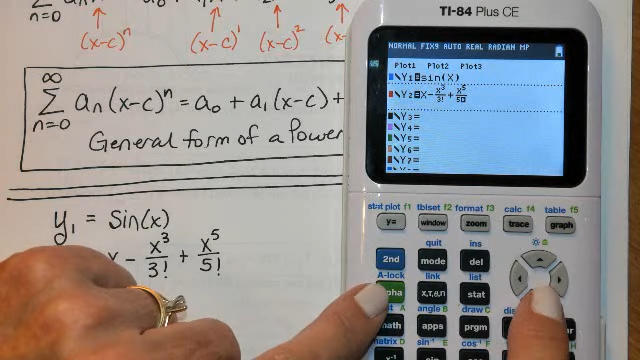 n=0
(x-c)ⁿ (x-c)¹ (x-c)²
∞
∑ aₙ(x-c)ⁿ = a₀ + a₁(x-c) +
n=0
General form of a Power
y₁ = Sin(x)
x - x³/3! + x⁵/5!
TI-84 Plus CE
NORMAL FIX9 AUTO REAL RADIAN MP
Plot1 Plot2 Plot3
Y1=sin(X)
Y2=X-X³/3!+X⁵/5
Y3=
Y4=
Y5=
Y6=
Y7=
stat plot f1 tblset f2 format f3 calc f4 table f5
y= window zoom trace graph
quit ins
2nd mode del
A-lock link list
alpha X,T,θ,n stat
A angle B draw C
math apps prgm
matrix D sin⁻¹ E cos⁻¹ F
x⁻¹ sin